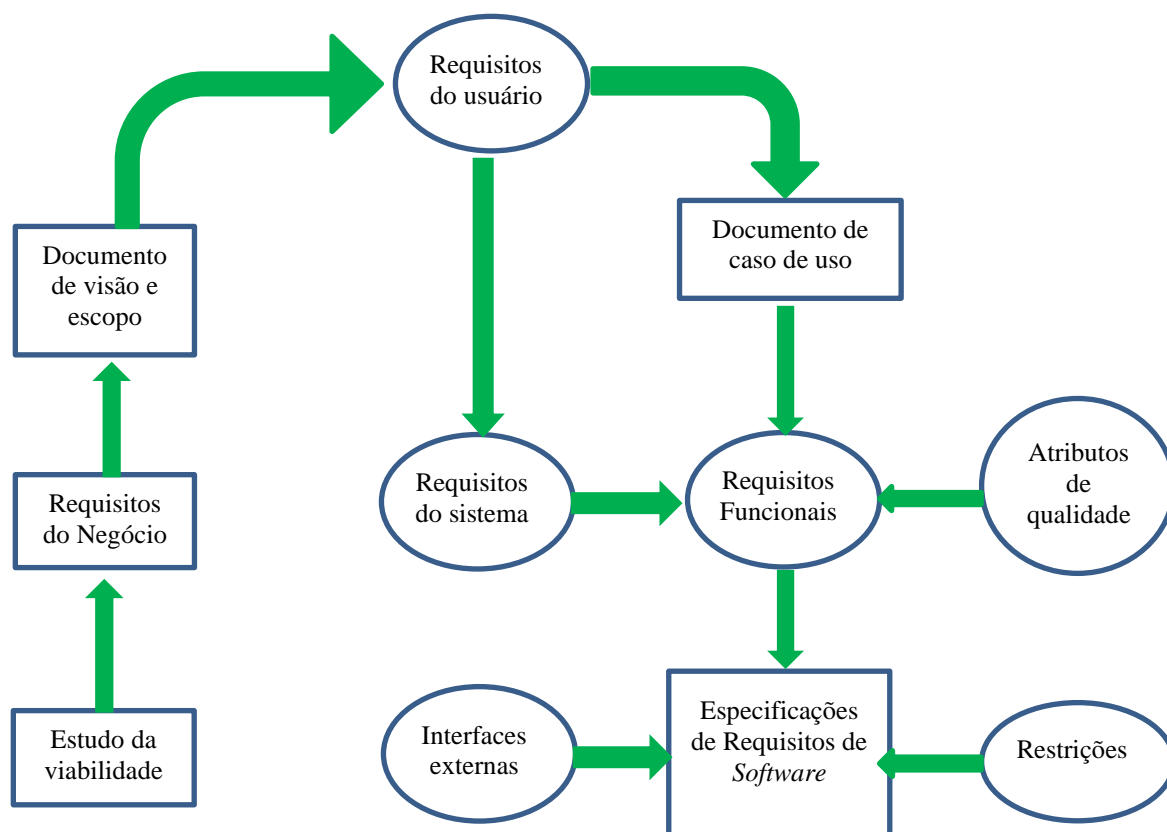 Requisitos
do usuário
Documento
de visão e
escopo
Documento de
caso de uso
Requisitos
do Negócio
Requisitos
do sistema
Requisitos
Funcionais
Atributos
de
qualidade
Estudo da
viabilidade
Interfaces
externas
Especificações
de Requisitos de
Software
Restrições